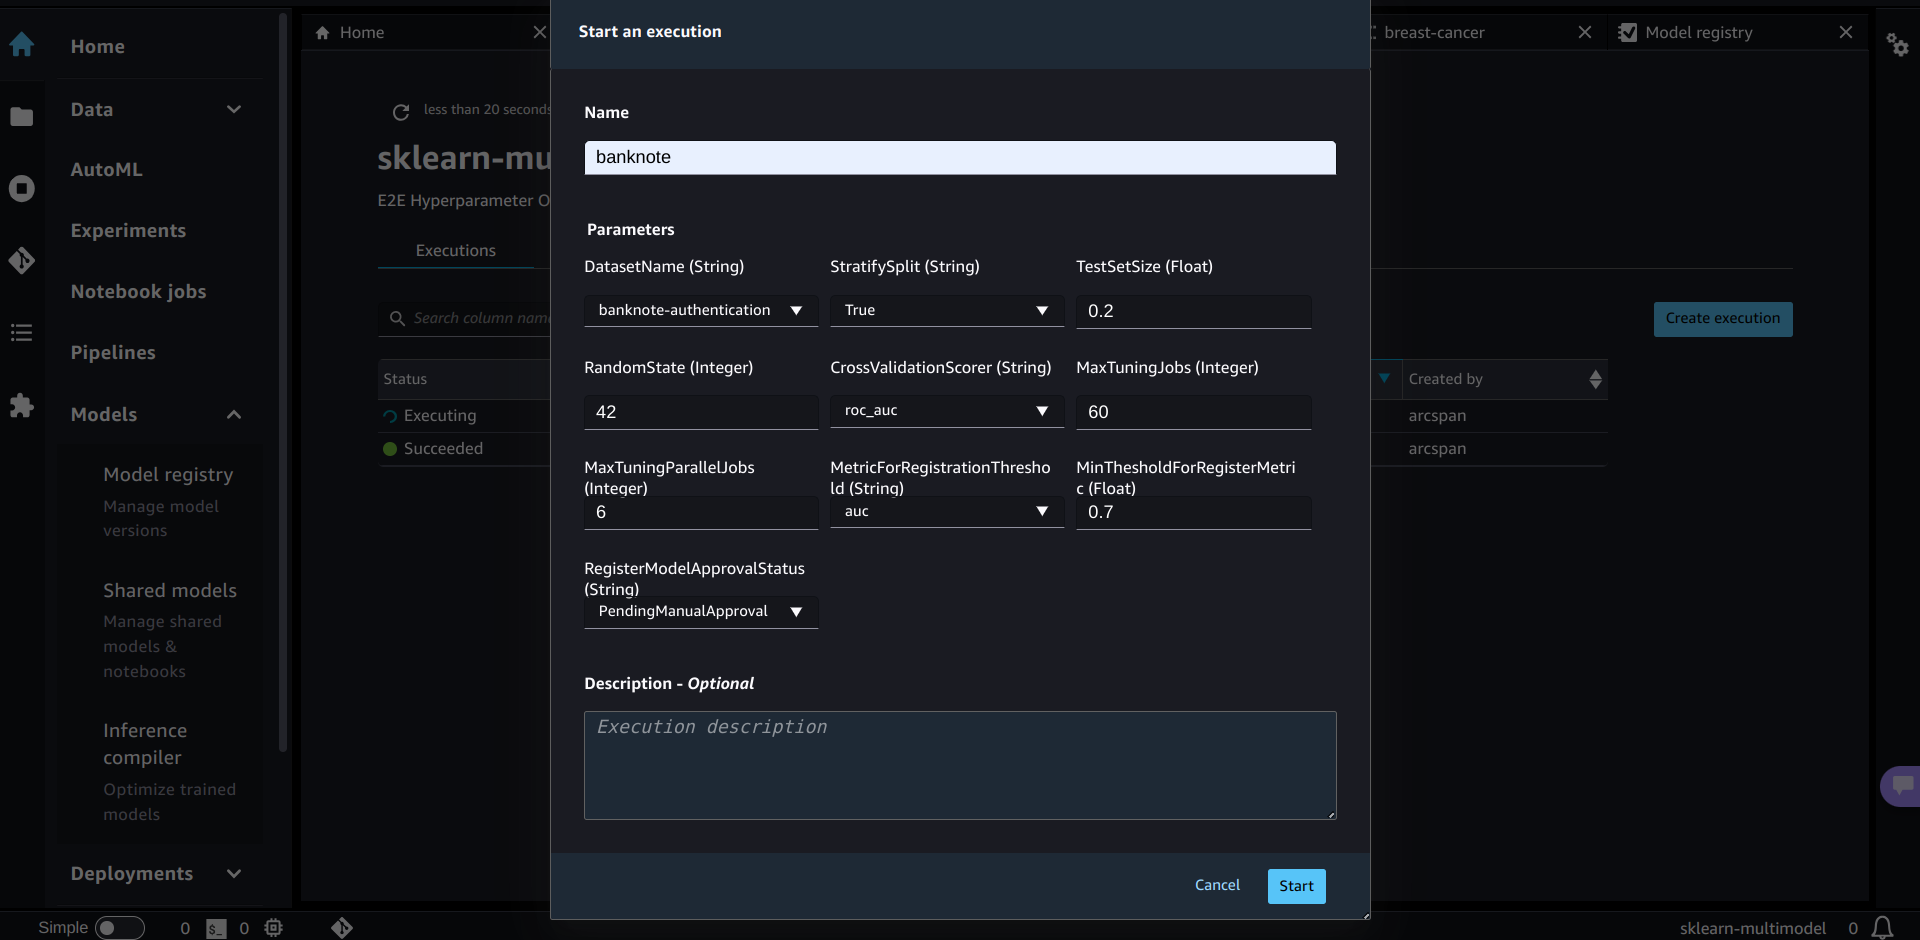 Home
Data
AutoML
Experiments
Notebook jobs
Pipelines
Models
Model registry
Manage model
versions
Shared models
Manage shared
models &
notebooks
Inference
compiler
Optimize trained
models
Deployments
Home
breast-cancer
Model registry
less than 20 seconds
sklearn-mu
E2E Hyperparameter O
Executions
Search column name
Create execution
Status
Created by
Executing
arcspan
Succeeded
arcspan
Start an execution
Name
banknote
Parameters
DatasetName (String)
StratifySplit (String)
TestSetSize (Float)
banknote-authentication
True
0.2
RandomState (Integer)
CrossValidationScorer (String)
MaxTuningJobs (Integer)
42
roc_auc
60
MaxTuningParallelJobs
(Integer)
MetricForRegistrationThresho
ld (String)
MinThesholdForRegisterMetri
c (Float)
6
auc
0.7
RegisterModelApprovalStatus
(String)
PendingManualApproval
Description - Optional
Execution description
Cancel
Start
Simple
0
$_
0
sklearn-multimodel
0